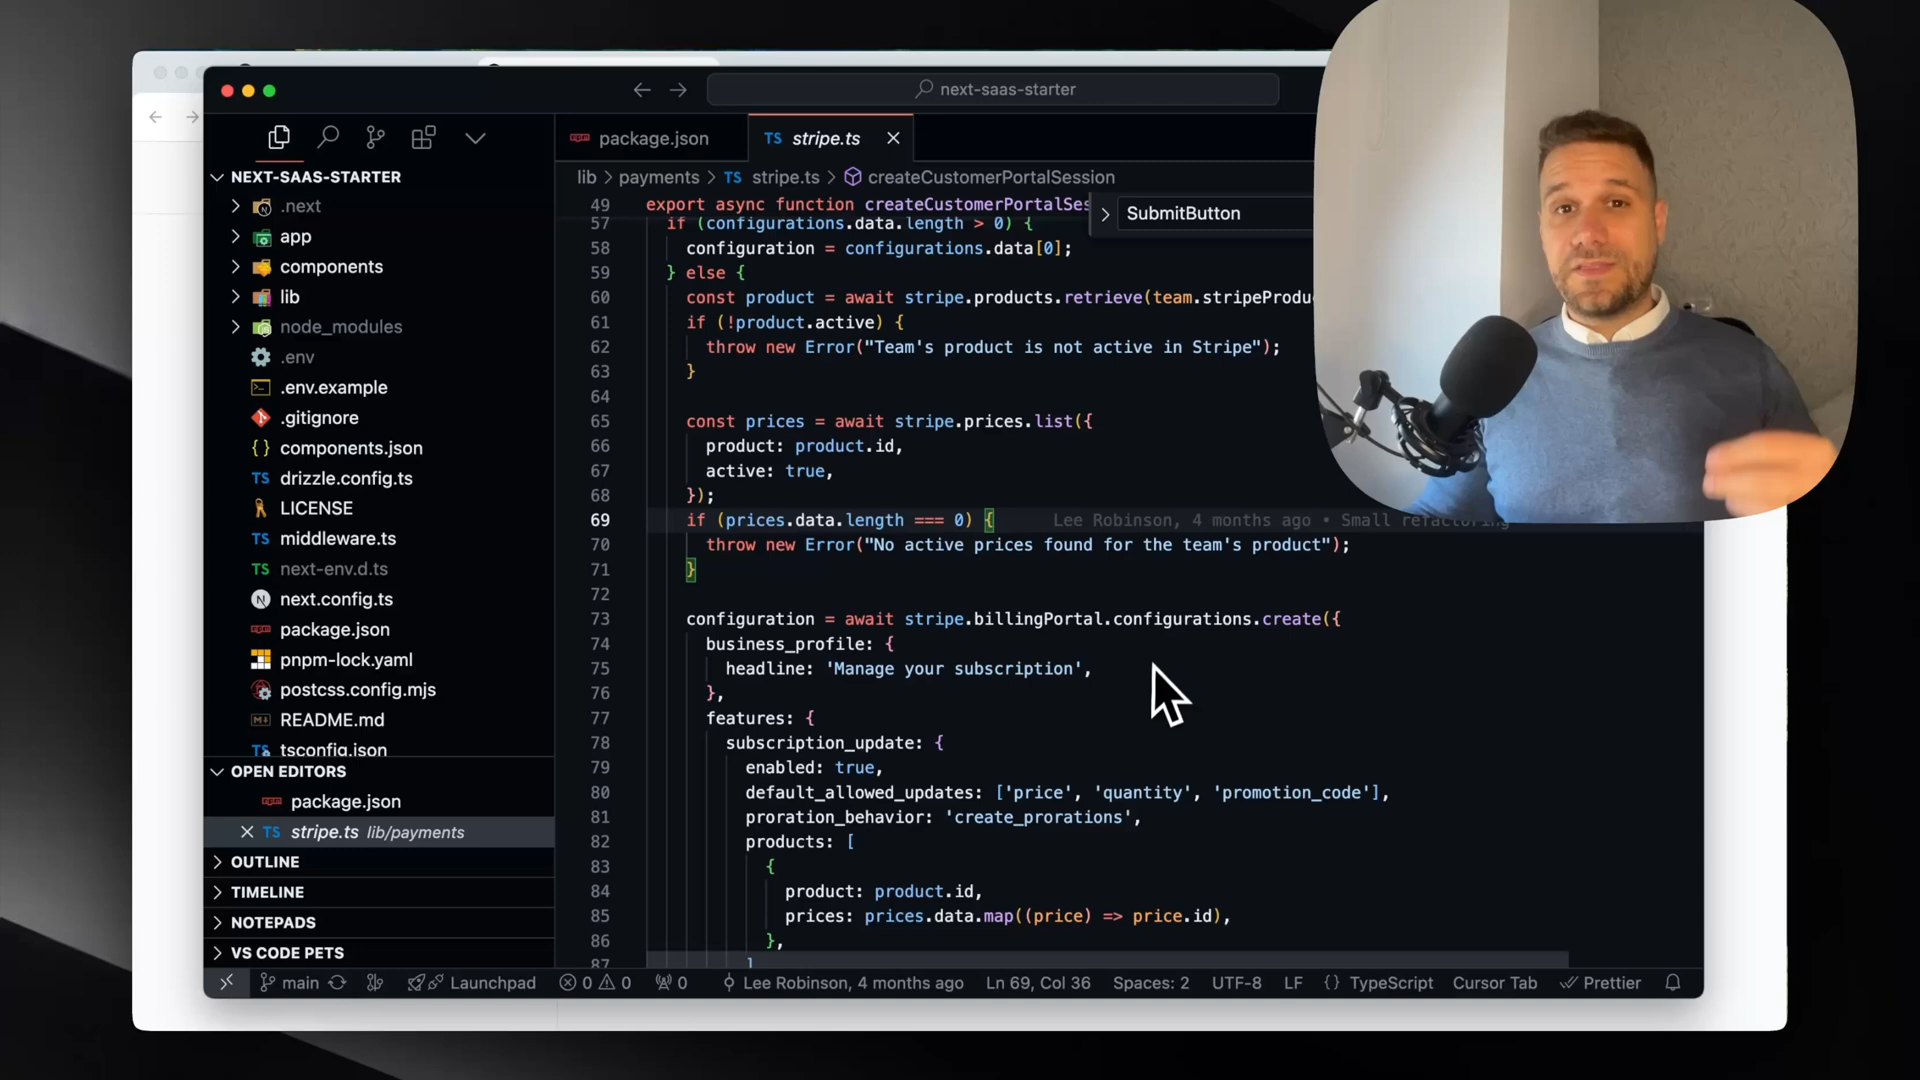 next-saas-starter
package.json
TS stripe.ts
NEXT-SAAS-STARTER
.next
app
components
lib
node_modules
.env
.env.example
.gitignore
{ } components.json
TS drizzle.config.ts
LICENSE
TS middleware.ts
TS next-env.d.ts
N next.config.ts
package.json
pnpm-lock.yaml
postcss.config.mjs
README.md
TS tsconfig.json
OPEN EDITORS
package.json
TS stripe.ts lib/payments
OUTLINE
TIMELINE
NOTEPADS
VS CODE PETS
lib > payments > TS stripe.ts > createCustomerPortalSession
SubmitButton
49 export async function createCustomerPortalSes
57 if (configurations.data.length > 0) {
58 configuration = configurations.data[0];
59 } else {
60 const product = await stripe.products.retrieve(team.stripeProdu
61 if (!product.active) {
62 throw new Error("Team's product is not active in Stripe");
63 }
64
65 const prices = await stripe.prices.list({
66 product: product.id,
67 active: true,
68 });
69 if (prices.data.length === 0) { Lee Robinson, 4 months ago • Small refactoring
70 throw new Error("No active prices found for the team's product");
71 }
72
73 configuration = await stripe.billingPortal.configurations.create({
74 business_profile: {
75 headline: 'Manage your subscription',
76 },
77 features: {
78 subscription_update: {
79 enabled: true,
80 default_allowed_updates: ['price', 'quantity', 'promotion_code'],
81 proration_behavior: 'create_prorations',
82 products: [
83 {
84 product: product.id,
85 prices: prices.data.map((price) => price.id),
86 },
87 ]
main Launchpad 0 0 0 Lee Robinson, 4 months ago Ln 69, Col 36 Spaces: 2 UTF-8 LF { } TypeScript Cursor Tab Prettier